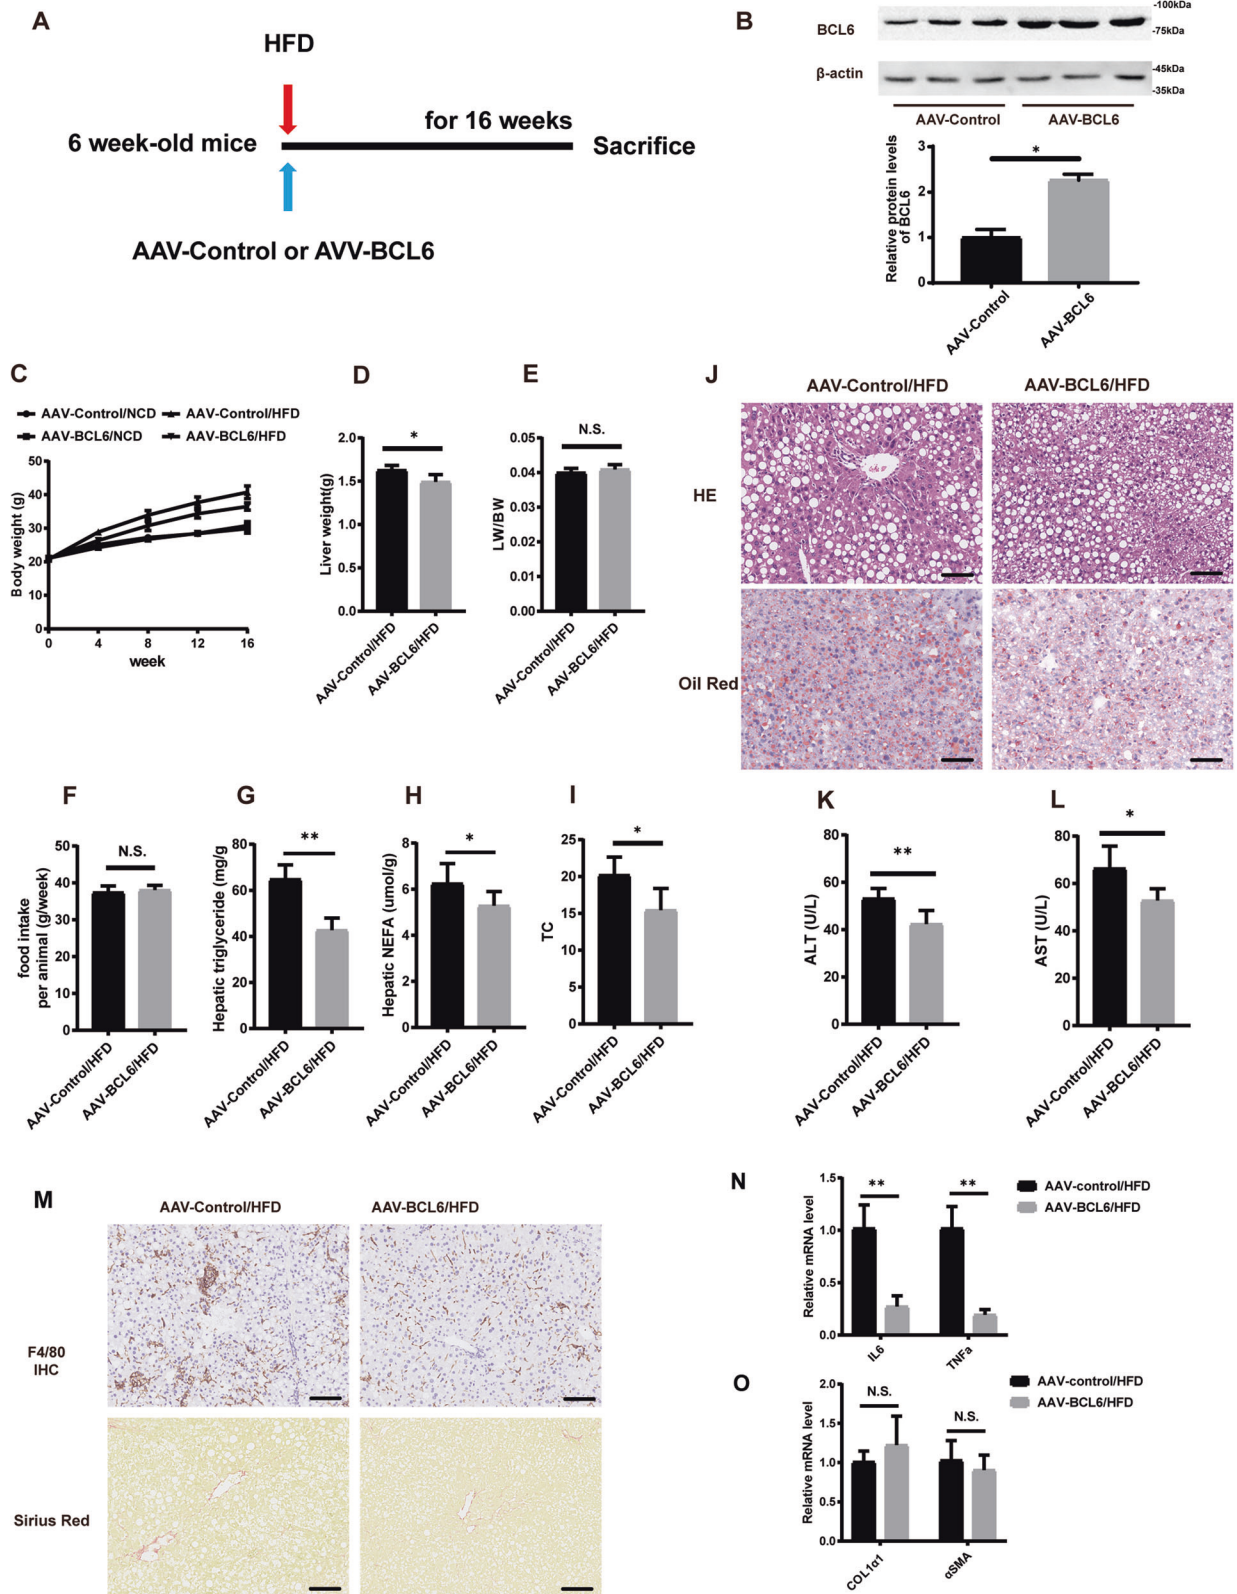 A
HFD
6 week-old mice
for 16 weeks
Sacrifice
AAV-Control or AVV-BCL6
B
BCL6
-100kDa
-75kDa
β-actin
-45kDa
-35kDa
AAV-Control
AAV-BCL6
Relative protein levels
of BCL6
3
2
1
0
*
AAV-Control
AAV-BCL6
C
AAV-Control/NCD
AAV-Control/HFD
AAV-BCL6/NCD
AAV-BCL6/HFD
Body weight (g)
50
40
30
20
10
0
0
4
8
12
16
week
D
Liver weight(g)
2.0
1.5
1.0
0.5
0.0
*
AAV-Control/HFD
AAV-BCL6/HFD
E
LW/BW
0.05
0.04
0.03
0.02
0.01
0.00
N.S.
AAV-Control/HFD
AAV-BCL6/HFD
J
AAV-Control/HFD
AAV-BCL6/HFD
HE
Oil Red
F
food intake
per animal (g/week)
50
40
30
20
10
0
N.S.
AAV-Control/HFD
AAV-BCL6/HFD
G
Hepatic triglyceride (mg/g
80
60
40
20
0
**
AAV-Control/HFD
AAV-BCL6/HFD
H
Hepatic NEFA (umol/g)
8
6
4
2
0
*
AAV-Control/HFD
AAV-BCL6/HFD
I
TC
25
20
15
10
5
0
*
AAV-Control/HFD
AAV-BCL6/HFD
K
ALT (U/L)
80
60
40
20
0
**
AAV-Control/HFD
AAV-BCL6/HFD
L
AST (U/L)
80
60
40
20
0
*
AAV-Control/HFD
AAV-BCL6/HFD
M
AAV-Control/HFD
AAV-BCL6/HFD
F4/80
IHC
Sirius Red
N
Relative mRNA level
1.5
1.0
0.5
0.0
**
**
IL6
TNFa
AAV-control/HFD
AAV-BCL6/HFD
O
Relative mRNA level
2.0
1.5
1.0
0.5
0.0
N.S.
N.S.
COL1α1
αSMA
AAV-control/HFD
AAV-BCL6/HFD